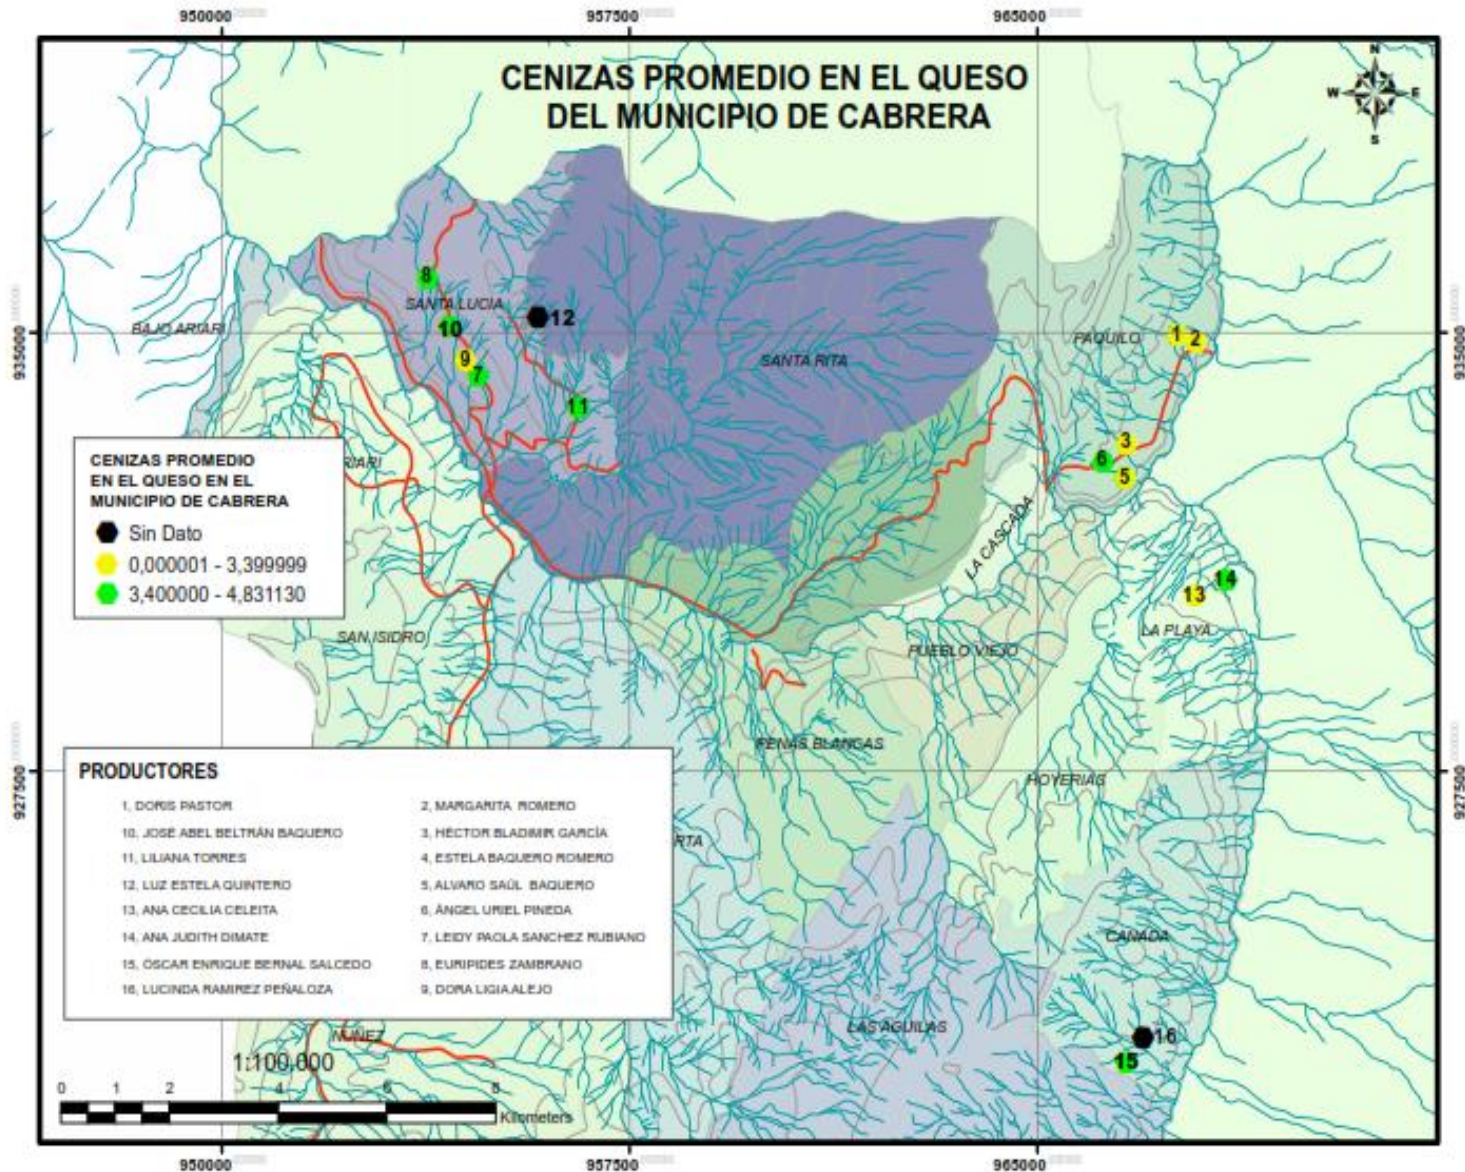 950000
957500
965000
CENIZAS PROMEDIO EN EL QUESO
DEL MUNICIPIO DE CABRERA
N
W
E
S
8
SANTA LUCIA
12
BAJO ARIARI
10
PAQUILO
1
2
935000
935000
SANTA RITA
9
7
11
3
6
5
CENIZAS PROMEDIO
EN EL QUESO EN EL
MUNICIPIO DE CABRERA
Sin Dato
0,000001 - 3,399999
3,400000 - 4,831130
RIARI
LA CASCADA
14
13
LA PLAYA
SAN ISIDRO
PUEBLO VIEJO
PEÑAS BLANCAS
HOYERIAS
927500
927500
PRODUCTORES
1, DORIS PASTOR
2, MARGARITA ROMERO
10, JOSÉ ABEL BELTRÁN BAQUERO
3, HÉCTOR BLADIMIR GARCÍA
11, LILIANA TORRES
4, ESTELA BAQUERO ROMERO
12, LUZ ESTELA QUINTERO
5, ALVARO SAÚL BAQUERO
13, ANA CECILIA CELEITA
6, ÁNGEL URIEL PINEDA
14, ANA JUDITH DIMATE
7, LEIDY PAOLA SANCHEZ RUBIANO
15, ÓSCAR ENRIQUE BERNAL SALCEDO
8, EURIPIDES ZAMBRANO
16, LUCINDA RAMIREZ PEÑALOZA
9, DORA LIGIA ALEJO
RTA
CANADA
LAS AGUILAS
NUÑEZ
16
15
1:100.000
0 1 2 4 6 8
Kilometers
950000
957500
965000